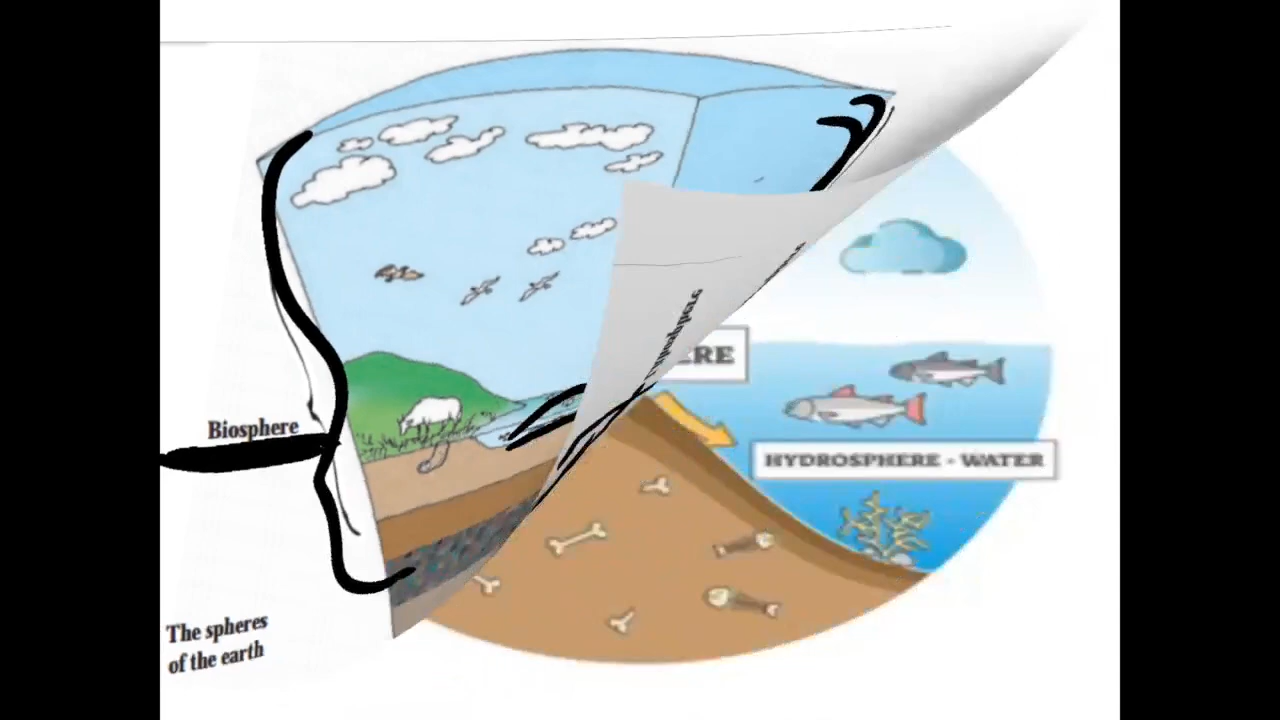 Biosphere
ERE
HYDROSPHERE - WATER
The spheres
of the earth